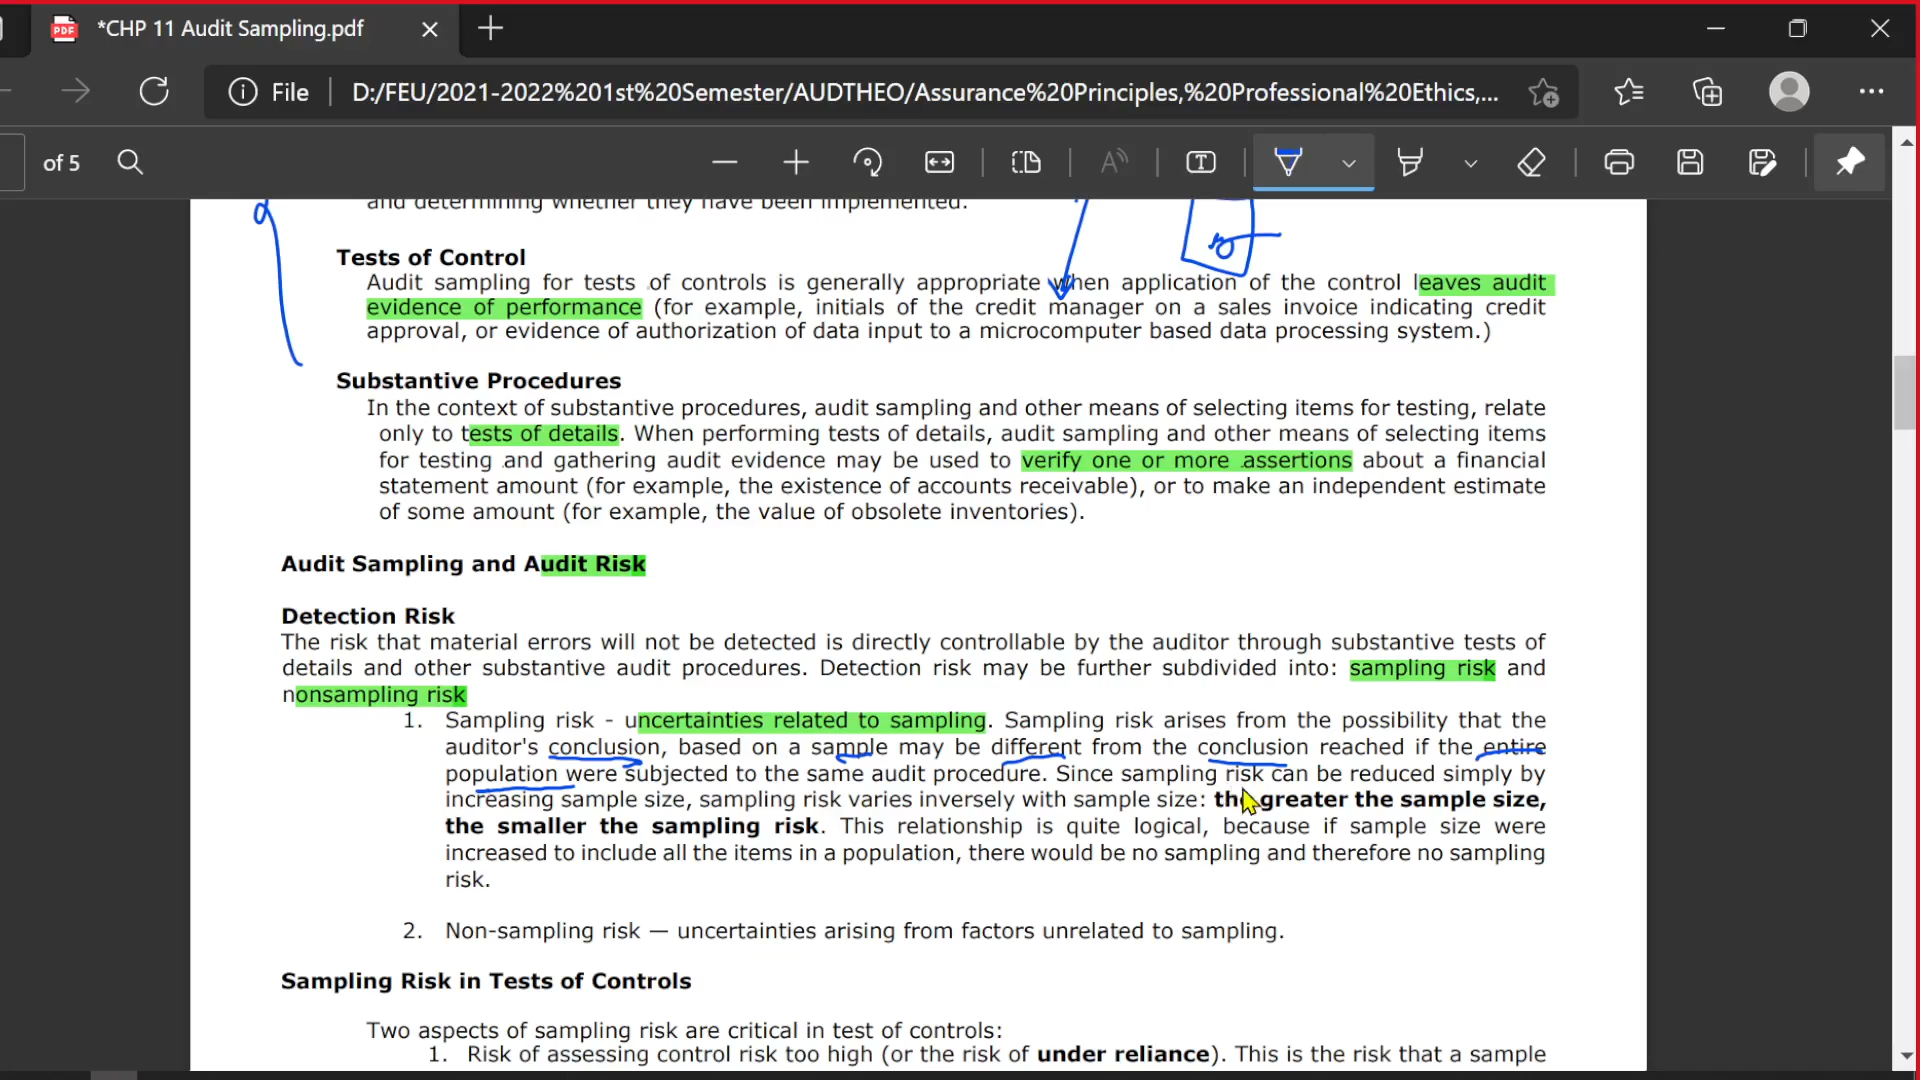 *CHP 11 Audit Sampling.pdf
File
D:/FEU/2021-2022%201st%20Semester/AUDTHEO/Assurance%20Principles,%20Professional%20Ethics,...
of 5
and determining whether they have been implemented.
Tests of Control
Audit sampling for tests of controls is generally appropriate when application of the control leaves audit
evidence of performance (for example, initials of the credit manager on a sales invoice indicating credit
approval, or evidence of authorization of data input to a microcomputer based data processing system.)
Substantive Procedures
In the context of substantive procedures, audit sampling and other means of selecting items for testing, relate
only to tests of details. When performing tests of details, audit sampling and other means of selecting items
for testing and gathering audit evidence may be used to verify one or more assertions about a financial
statement amount (for example, the existence of accounts receivable), or to make an independent estimate
of some amount (for example, the value of obsolete inventories).
Audit Sampling and Audit Risk
Detection Risk
The risk that material errors will not be detected is directly controllable by the auditor through substantive tests of
details and other substantive audit procedures. Detection risk may be further subdivided into: sampling risk and
nonsampling risk
1. Sampling risk - uncertainties related to sampling. Sampling risk arises from the possibility that the
auditor's conclusion, based on a sample may be different from the conclusion reached if the entire
population were subjected to the same audit procedure. Since sampling risk can be reduced simply by
increasing sample size, sampling risk varies inversely with sample size: the greater the sample size,
the smaller the sampling risk. This relationship is quite logical, because if sample size were
increased to include all the items in a population, there would be no sampling and therefore no sampling
risk.
2. Non-sampling risk — uncertainties arising from factors unrelated to sampling.
Sampling Risk in Tests of Controls
Two aspects of sampling risk are critical in test of controls:
1. Risk of assessing control risk too high (or the risk of under reliance). This is the risk that a sample